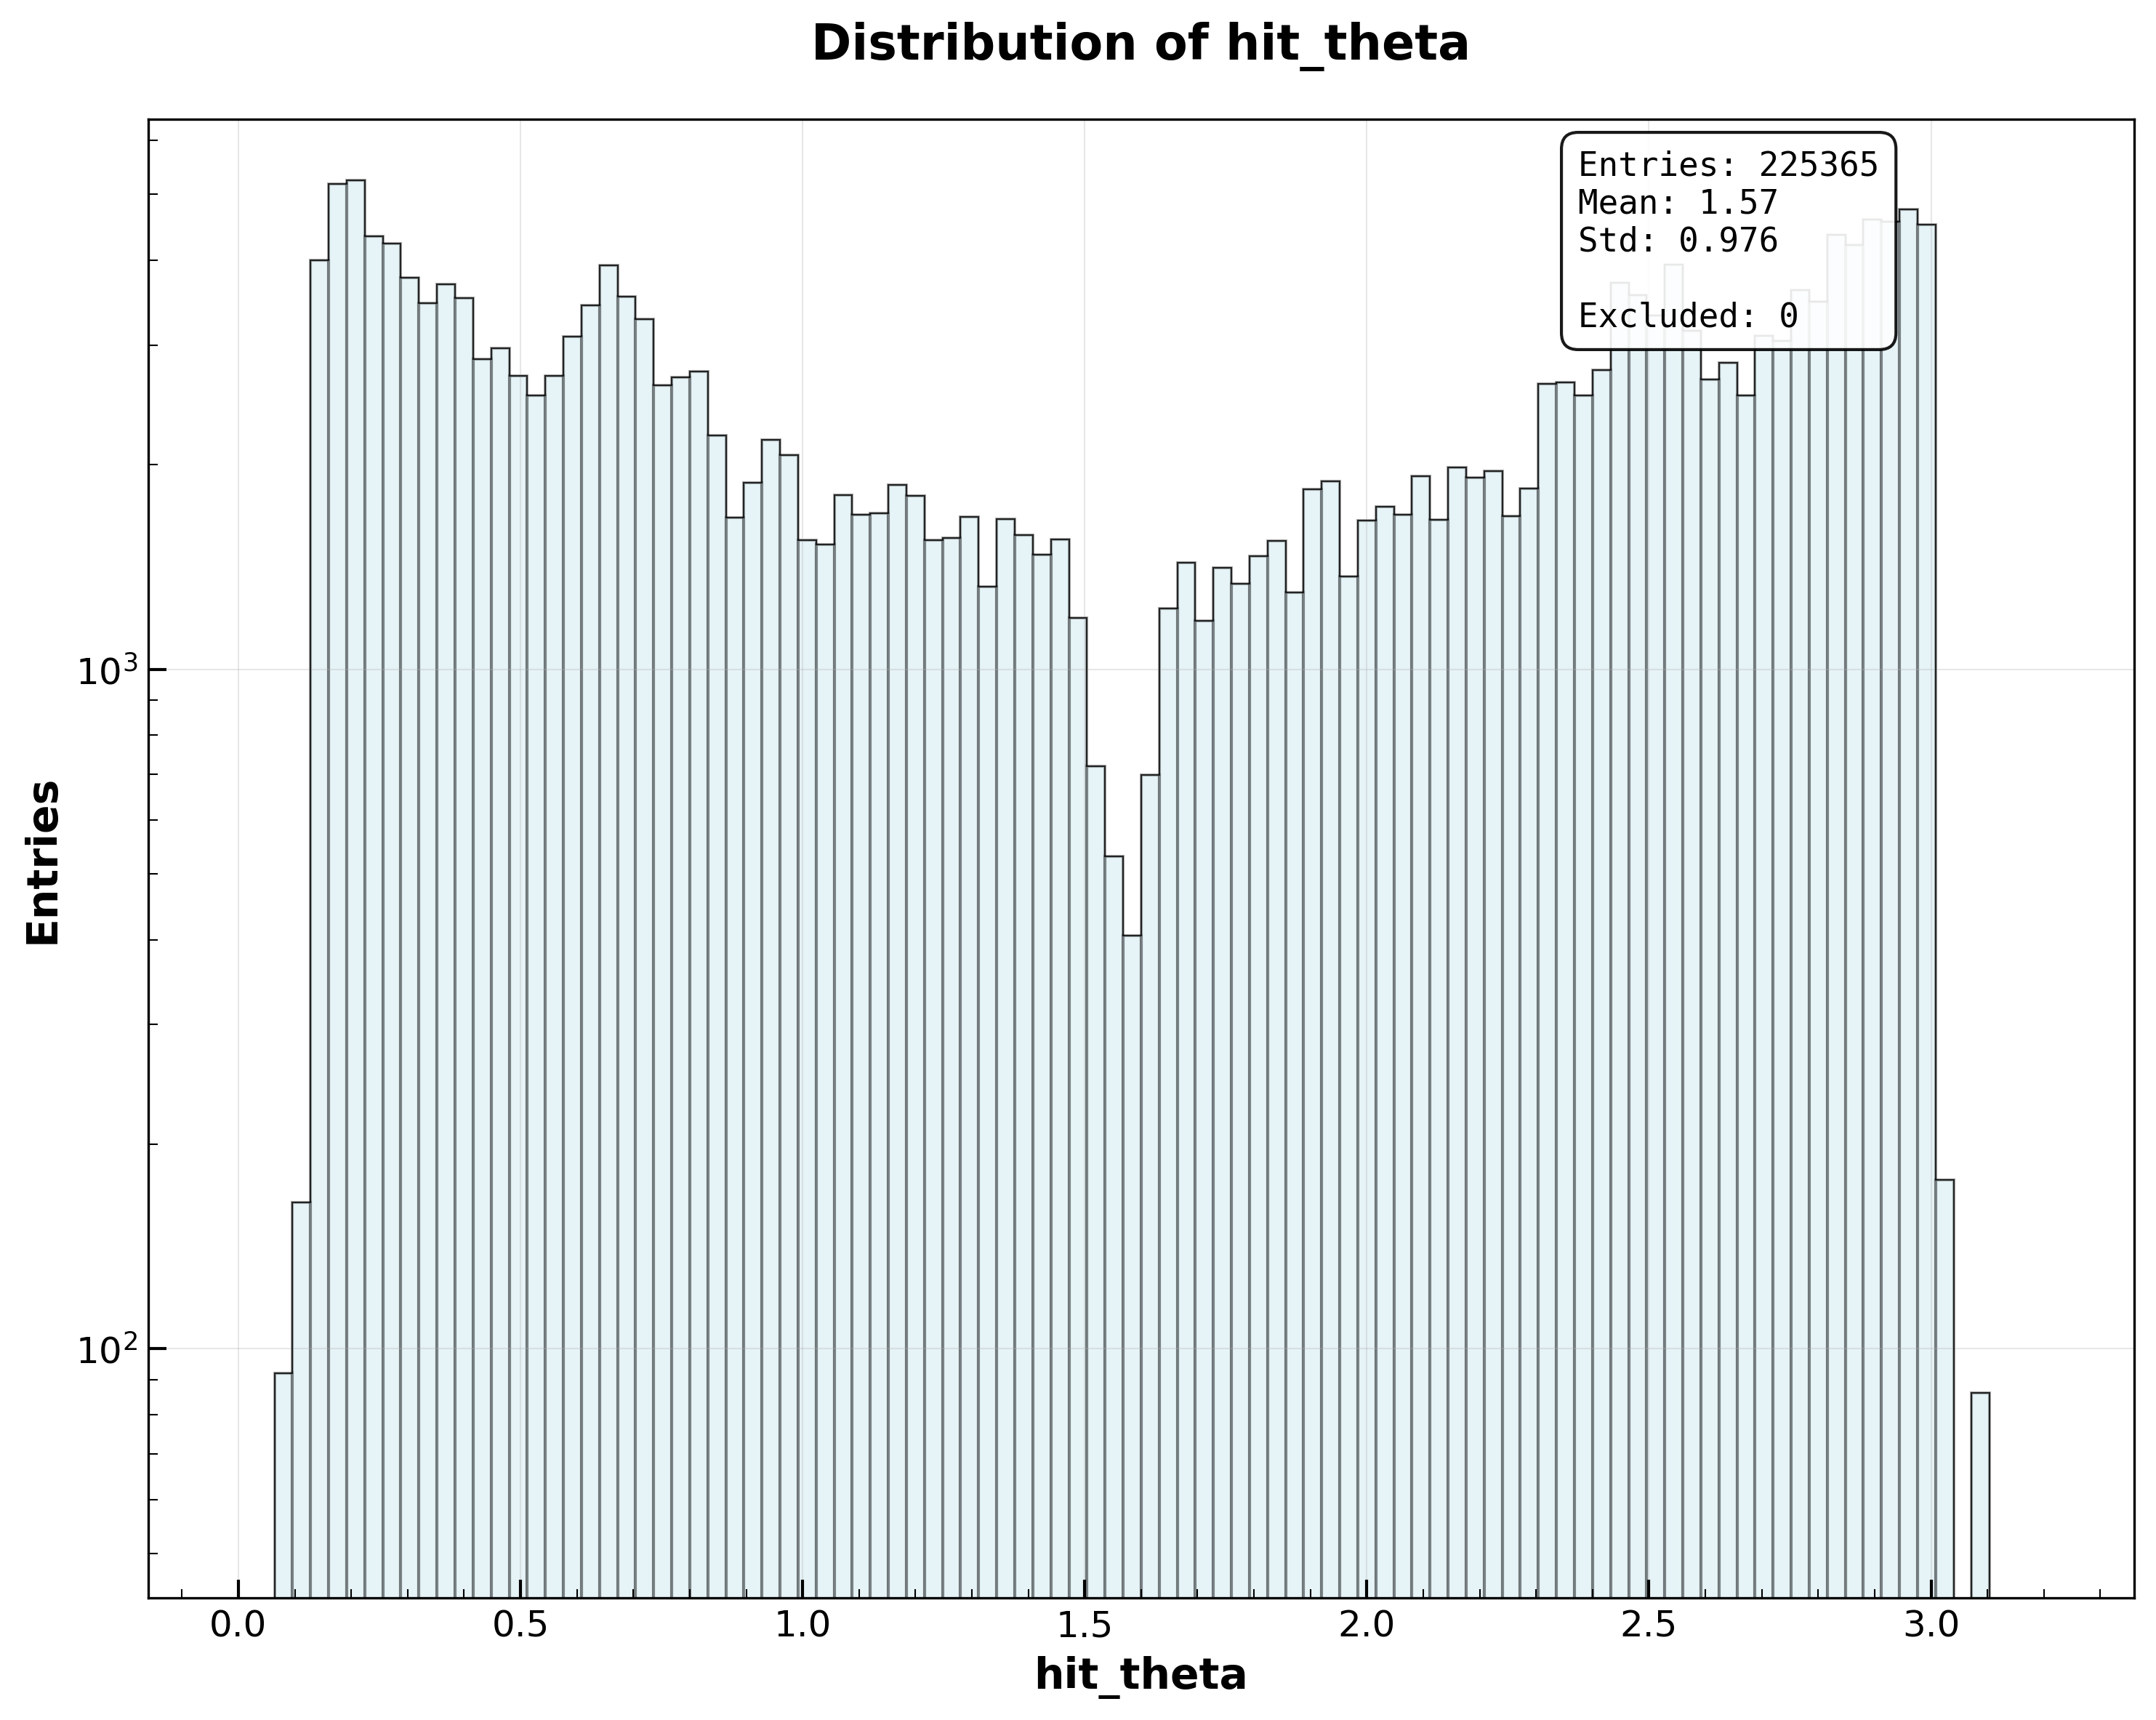 Distribution of hit_theta
Entries: 225365
Mean: 1.57
Std: 0.976
Excluded: 0
Entries
10³
10²
0.0 0.5 1.0 1.5 2.0 2.5 3.0
hit_theta